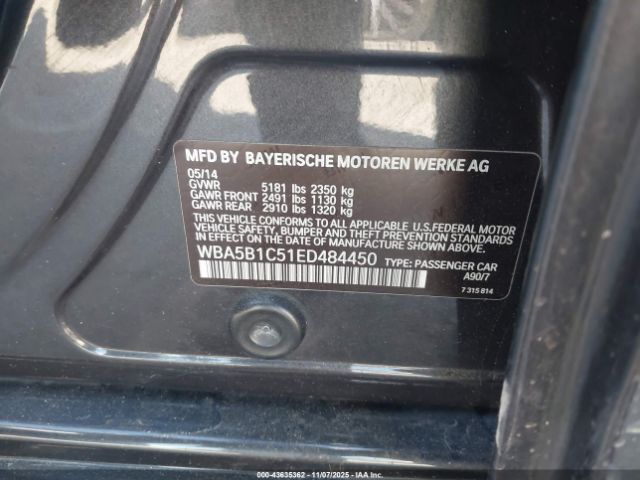 MFD BY BAYERISCHE MOTOREN WERKE AG
05/14
GVWR 5181 lbs 2350 kg
GAWR FRONT 2491 lbs 1130 kg
GAWR REAR 2910 lbs 1320 kg
THIS VEHICLE CONFORMS TO ALL APPLICABLE U.S.FEDERAL MOTOR
VEHICLE SAFETY, BUMPER AND THEFT PREVENTION STANDARDS IN
EFFECT ON THE DATE OF MANUFACTURE SHOWN ABOVE.
WBA5B1C51ED484450 TYPE: PASSENGER CAR
A90/7
7 315 814
000-43635362 - 11/07/2025 - IAAI.COM